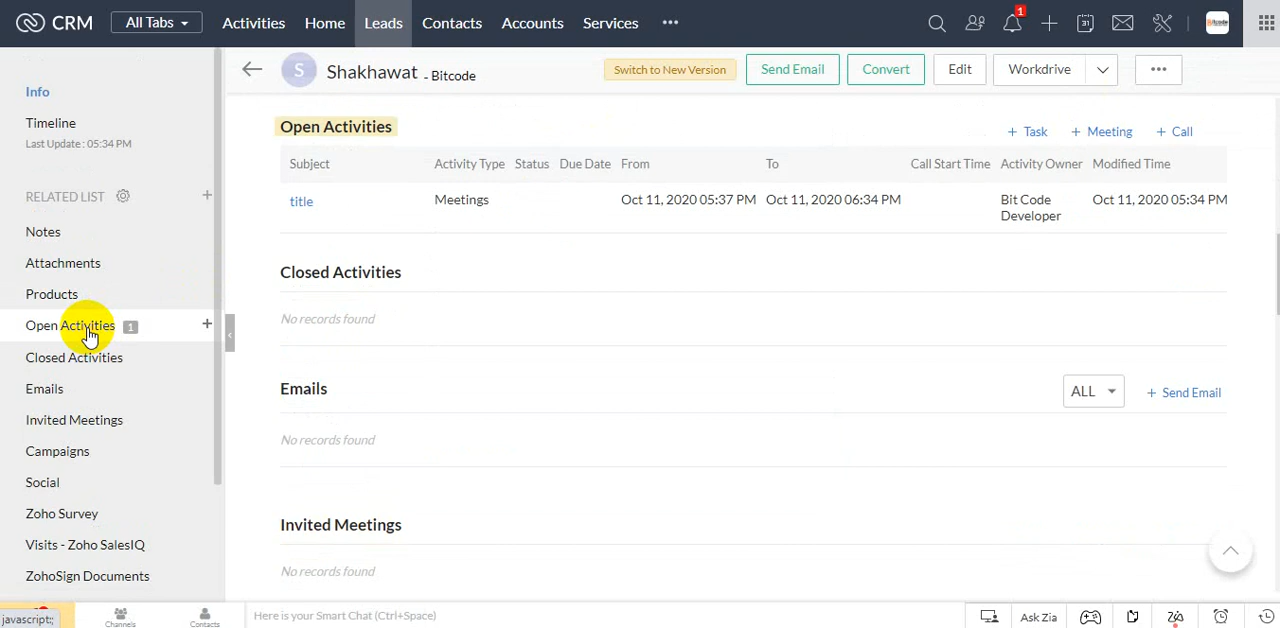 CRM
All Tabs
Activities
Home
Leads
Contacts
Accounts
Services
1
31
Info
Timeline
Last Update : 05:34 PM
RELATED LIST
Notes
Attachments
Products
Open Activities 1
Closed Activities
Emails
Invited Meetings
Campaigns
Social
Zoho Survey
Visits - Zoho SalesIQ
ZohoSign Documents
S
Shakhawat - Bitcode
Switch to New Version
Send Email
Convert
Edit
Workdrive
Open Activities
+ Task
+ Meeting
+ Call
Subject Activity Type Status Due Date From To Call Start Time Activity Owner Modified Time
title Meetings Oct 11, 2020 05:37 PM Oct 11, 2020 06:34 PM Bit Code Oct 11, 2020 05:34 PM
Developer
Closed Activities
No records found
Emails
ALL
+ Send Email
No records found
Invited Meetings
No records found
javascript:;
Channels
Contacts
Here is your Smart Chat (Ctrl+Space)
Ask Zia